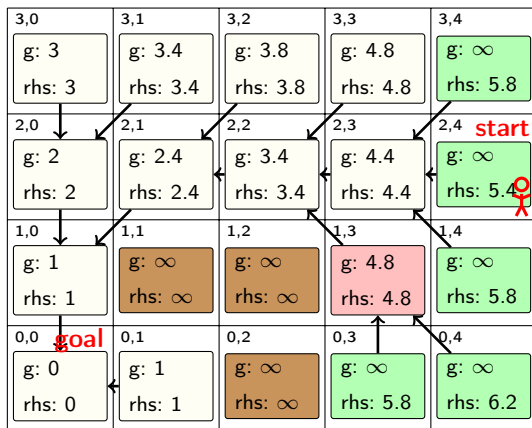 3,0 3,1 3,2 3,3 3,4
g: 3 g: 3.4 g: 3.8 g: 4.8 g: ∞
rhs: 3 rhs: 3.4 rhs: 3.8 rhs: 4.8 rhs: 5.8
2,0 2,1 2,2 2,3 2,4 start
g: 2 g: 2.4 g: 3.4 g: 4.4 g: ∞
rhs: 2 rhs: 2.4 rhs: 3.4 rhs: 4.4 rhs: 5.4
1,0 1,1 1,2 1,3 1,4
g: 1 g: ∞ g: ∞ g: 4.8 g: ∞
rhs: 1 rhs: ∞ rhs: ∞ rhs: 4.8 rhs: 5.8
0,0 goal 0,1 0,2 0,3 0,4
g: 0 g: 1 g: ∞ g: ∞ g: ∞
rhs: 0 rhs: 1 rhs: ∞ rhs: 5.8 rhs: 6.2